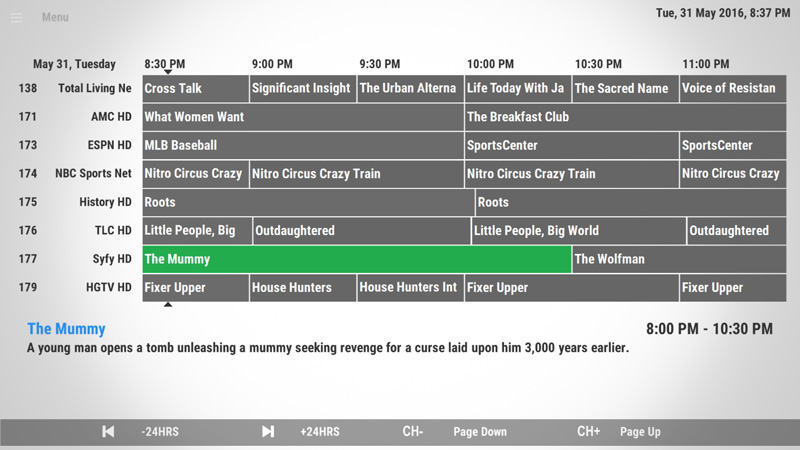 Menu
Tue, 31 May 2016, 8:37 PM
May 31, Tuesday 8:30 PM 9:00 PM 9:30 PM 10:00 PM 10:30 PM 11:00 PM
138 Total Living Ne Cross Talk Significant Insight The Urban Alterna Life Today With Ja The Sacred Name Voice of Resistan
171 AMC HD What Women Want The Breakfast Club
173 ESPN HD MLB Baseball SportsCenter SportsCenter
174 NBC Sports Net Nitro Circus Crazy Nitro Circus Crazy Train Nitro Circus Crazy Train Nitro Circus Crazy
175 History HD Roots Roots
176 TLC HD Little People, Big Outdaughtered Little People, Big World Outdaughtered
177 Syfy HD The Mummy The Wolfman
179 HGTV HD Fixer Upper House Hunters House Hunters Int Fixer Upper Fixer Upper
The Mummy 8:00 PM - 10:30 PM
A young man opens a tomb unleashing a mummy seeking revenge for a curse laid upon him 3,000 years earlier.
-24HRS +24HRS CH- Page Down CH+ Page Up